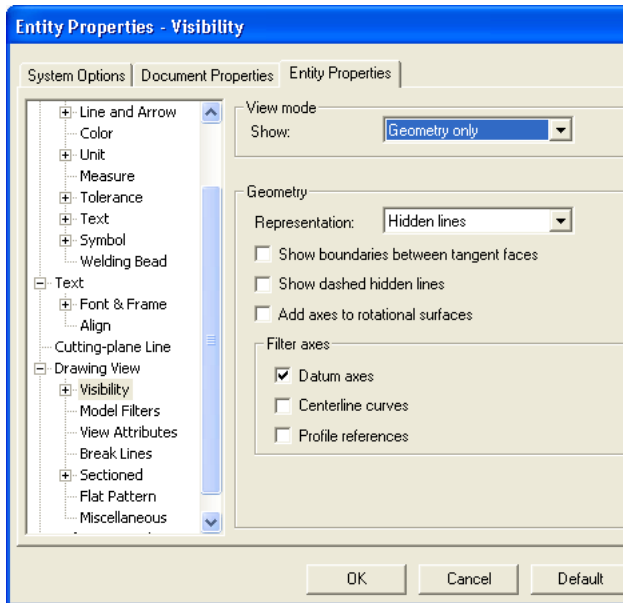 Entity Properties - Visibility
System Options
Document Properties
Entity Properties
Line and Arrow
Color
Unit
Measure
Tolerance
Text
Symbol
Welding Bead
Text
Font & Frame
Align
Cutting-plane Line
Drawing View
Visibility
Model Filters
View Attributes
Break Lines
Sectioned
Flat Pattern
Miscellaneous
View mode
Show: Geometry only
Geometry
Representation: Hidden lines
Show boundaries between tangent faces
Show dashed hidden lines
Add axes to rotational surfaces
Filter axes
Datum axes
Centerline curves
Profile references
OK
Cancel
Default